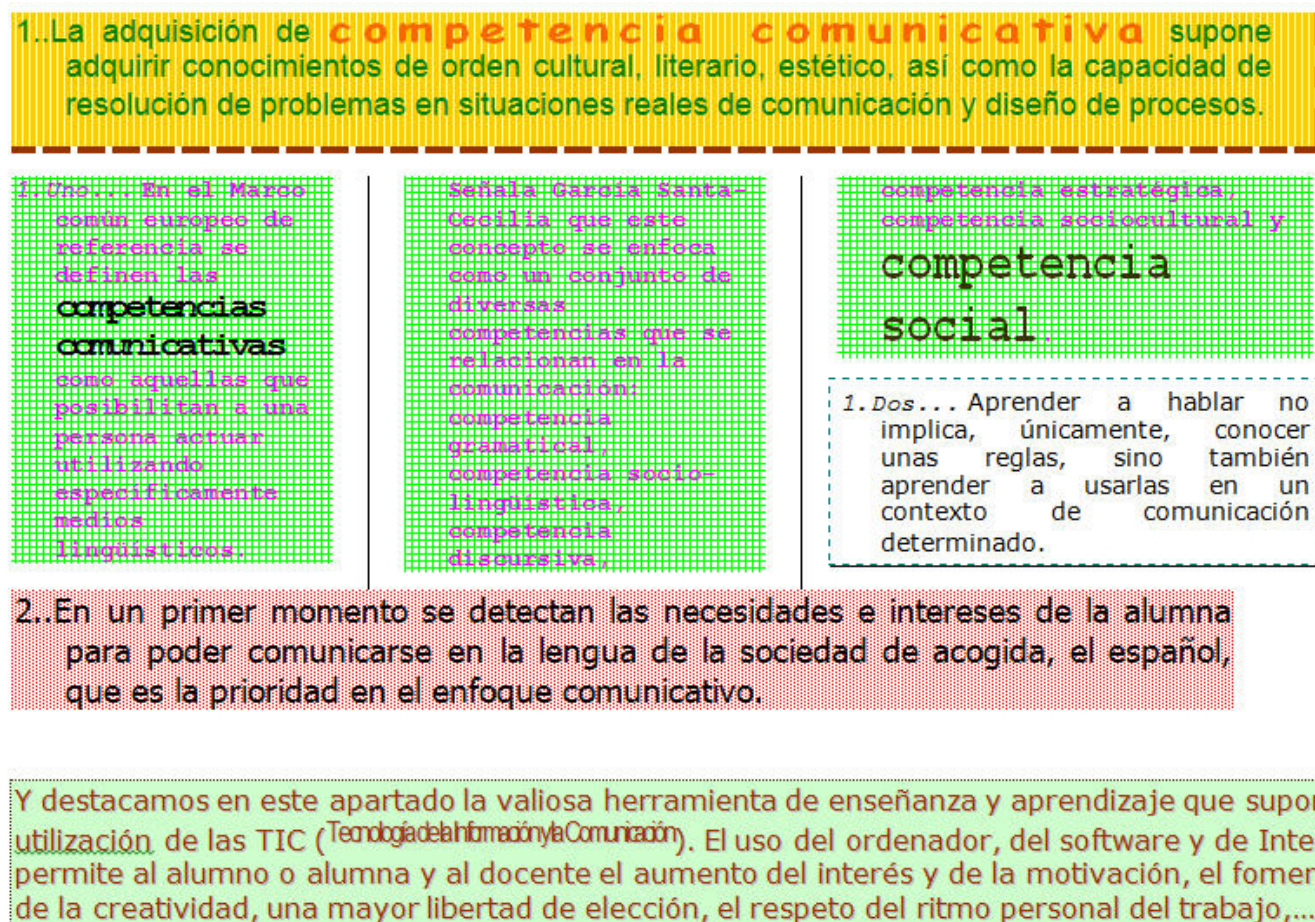 1..La adquisición de competencia comunicativa supone
adquirir conocimientos de orden cultural, literario, estético, así como la capacidad de
resolución de problemas en situaciones reales de comunicación y diseño de procesos.
1.Uno... En el Marco
común europeo de
referencia se
definen las
competencias
comunicativas
como aquellas que
posibilitan a una
persona actuar
utilizando
específicamente
medios
lingüísticos.
Señala García Santa-
Cecilia que este
concepto se enfoca
como un conjunto de
diversas
competencias que se
relacionan en la
comunicación:
competencia
gramatical,
competencia socio-
lingüística,
competencia
discursiva,
competencia estratégica,
competencia sociocultural y
competencia
social.
1.Dos... Aprender a hablar no
implica, únicamente, conocer
unas reglas, sino también
aprender a usarlas en un
contexto de comunicación
determinado.
2..En un primer momento se detectan las necesidades e intereses de la alumna
para poder comunicarse en la lengua de la sociedad de acogida, el español,
que es la prioridad en el enfoque comunicativo.
Y destacamos en este apartado la valiosa herramienta de enseñanza y aprendizaje que supo
utilización de las TIC (Tecnología de la Información y la Comunicación). El uso del ordenador, del software y de Inte
permite al alumno o alumna y al docente el aumento del interés y de la motivación, el fomen
de la creatividad, una mayor libertad de elección, el respeto del ritmo personal del trabajo,...